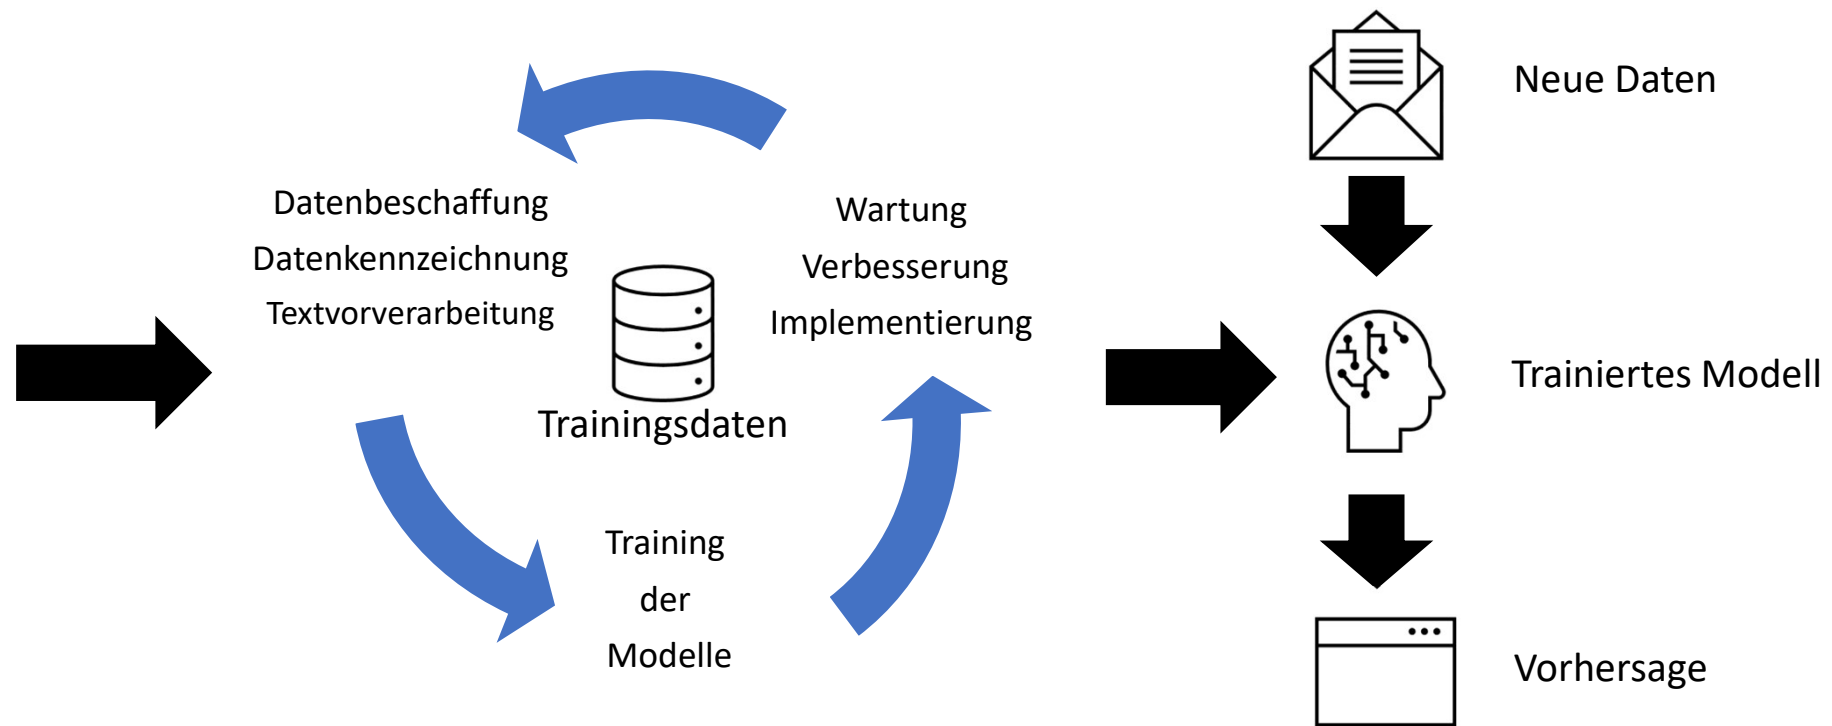 Datenbeschaffung
Datenkennzeichnung
Textvorverarbeitung
Trainingsdaten
Training
der
Modelle
Wartung
Verbesserung
Implementierung
Neue Daten
Trainiertes Modell
Vorhersage